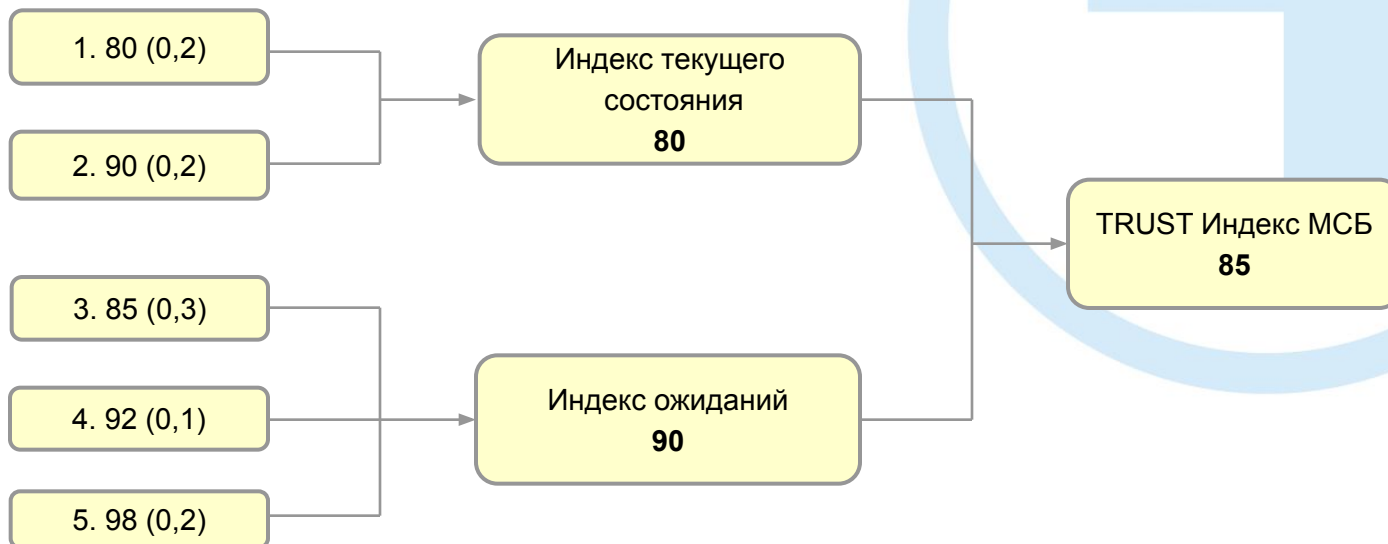 1. 80 (0,2)
2. 90 (0,2)
3. 85 (0,3)
4. 92 (0,1)
5. 98 (0,2)
Индекс текущего
состояния
80
Индекс ожиданий
90
TRUST Индекс МСБ
85